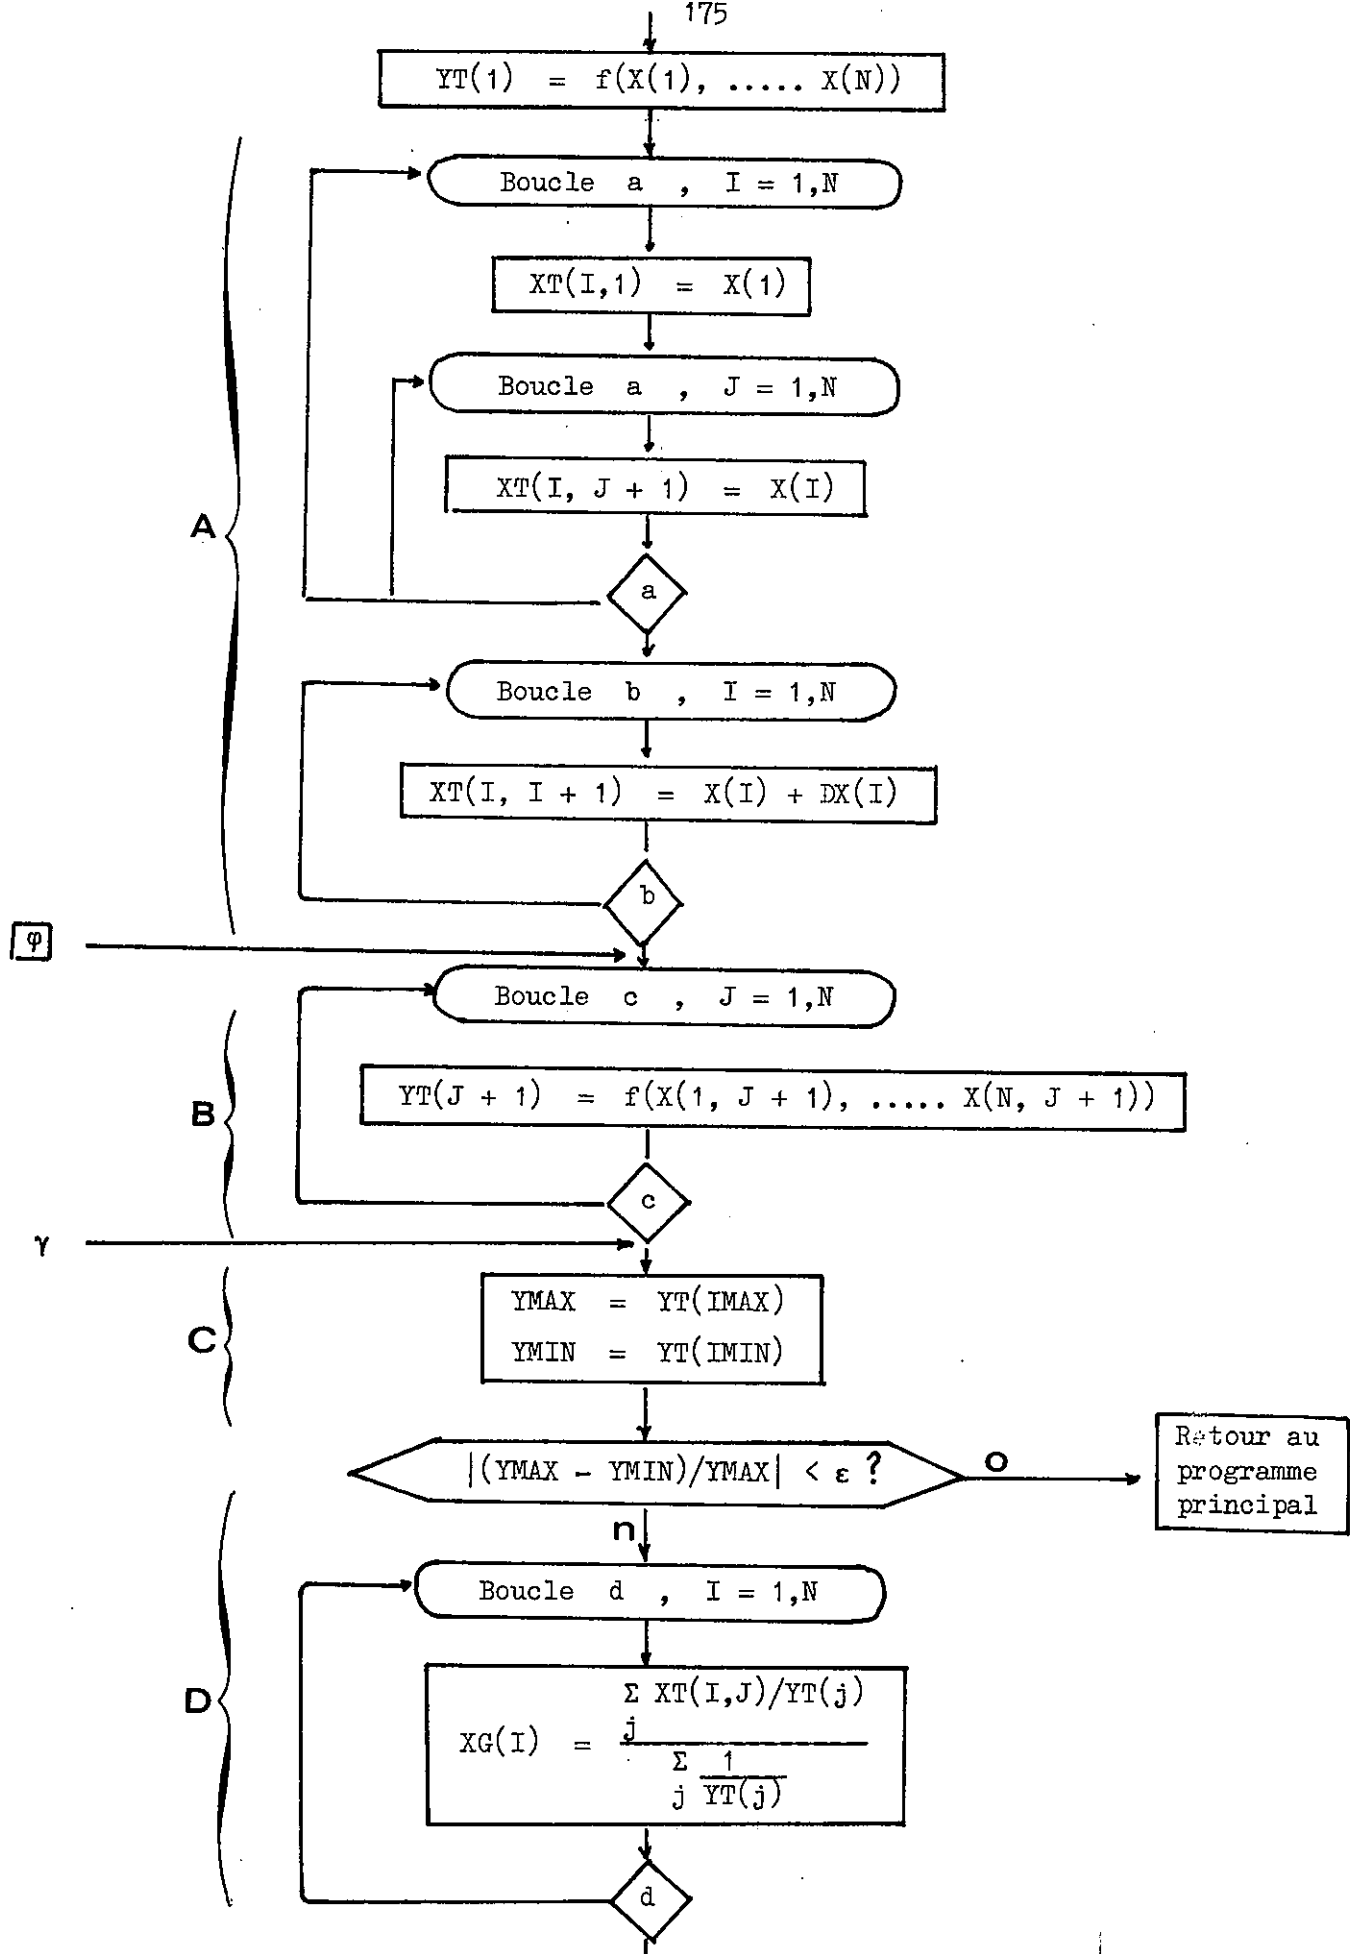 175
YT(1) = f(X(1), ..... X(N))
Boucle a , I = 1,N
XT(I,1) = X(1)
Boucle a , J = 1,N
XT(I, J + 1) = X(I)
A
a
Boucle b , I = 1,N
XT(I, I + 1) = X(I) + DX(I)
b
φ
Boucle c , J = 1,N
B
YT(J + 1) = f(X(1, J + 1), ..... X(N, J + 1))
c
γ
C
YMAX = YT(IMAX)
YMIN = YT(IMIN)
|(YMAX - YMIN)/YMAX| < ε ?
O
Retour au
programme
principal
n
Boucle d , I = 1,N
D
Σ XT(I,J)/YT(j)
j
XG(I) =
Σ 1
j YT(j)
d